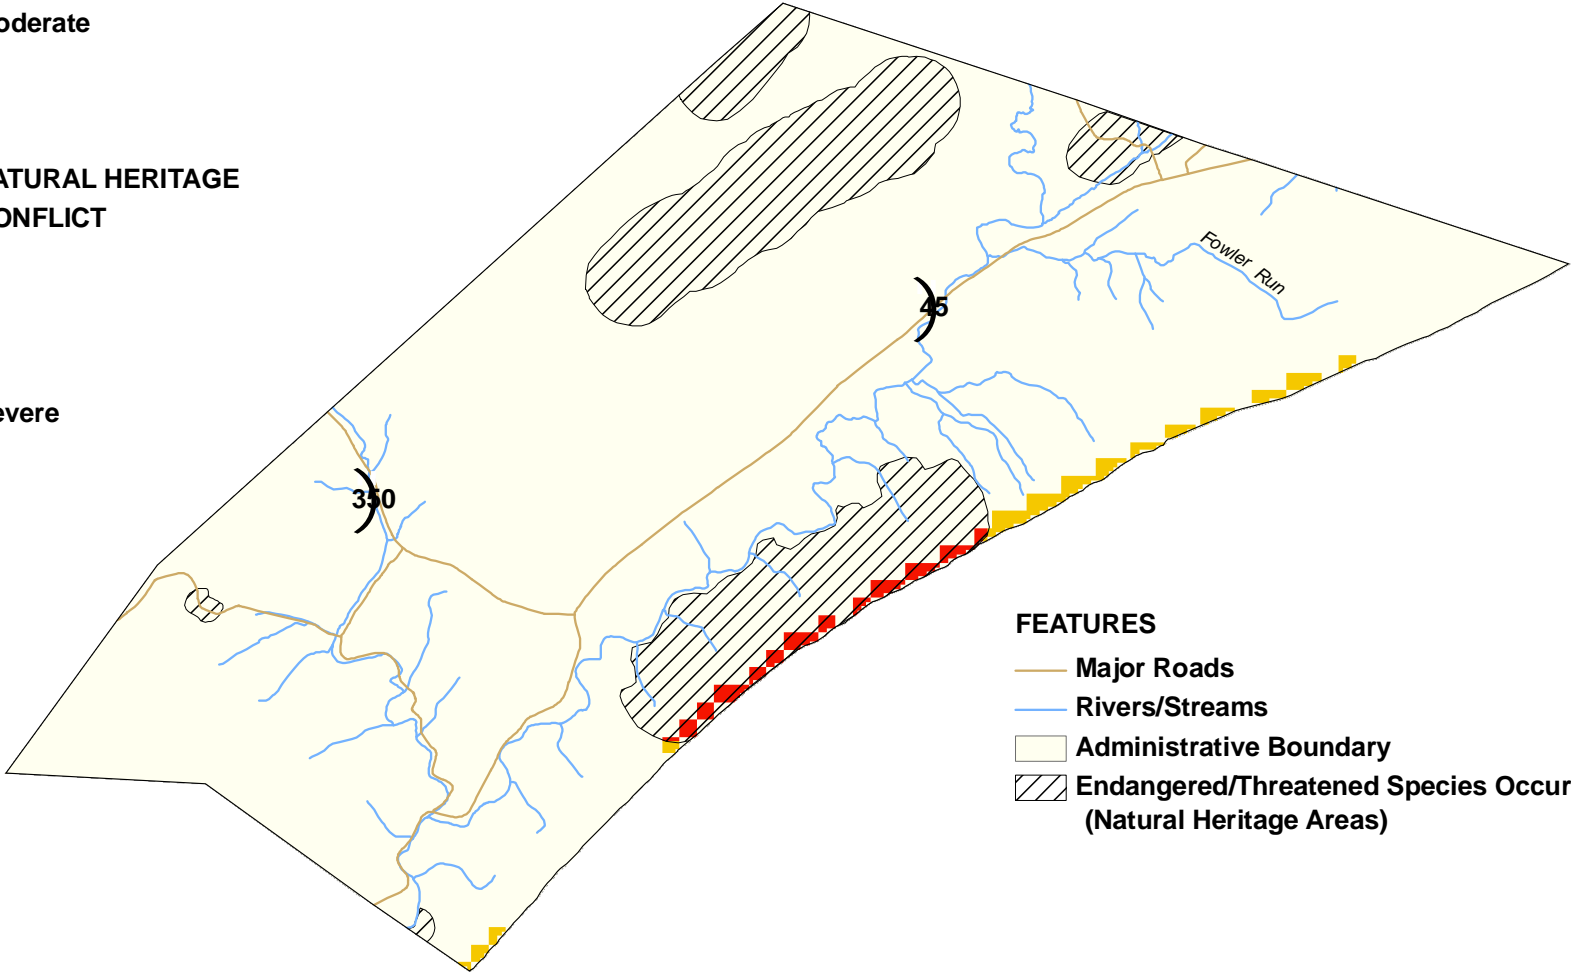 oderate
ATURAL HERITAGE
ONFLICT
evere
Fowler Run
45
350
FEATURES
Major Roads
Rivers/Streams
Administrative Boundary
Endangered/Threatened Species Occur
(Natural Heritage Areas)